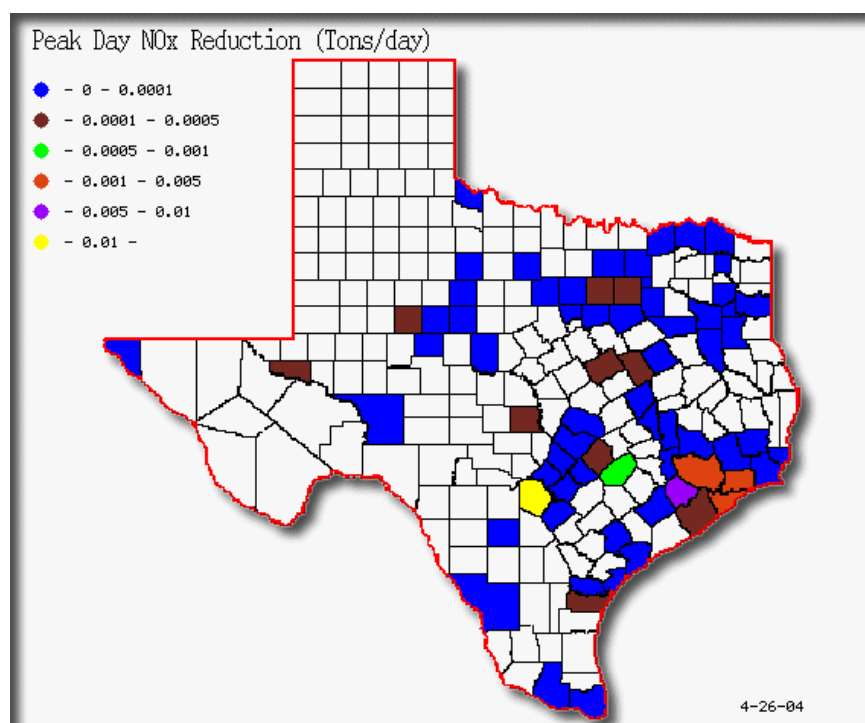 Peak Day NOx Reduction (Tons/day)
- 0 - 0.0001
- 0.0001 - 0.0005
- 0.0005 - 0.001
- 0.001 - 0.005
- 0.005 - 0.01
- 0.01 -
4-26-04